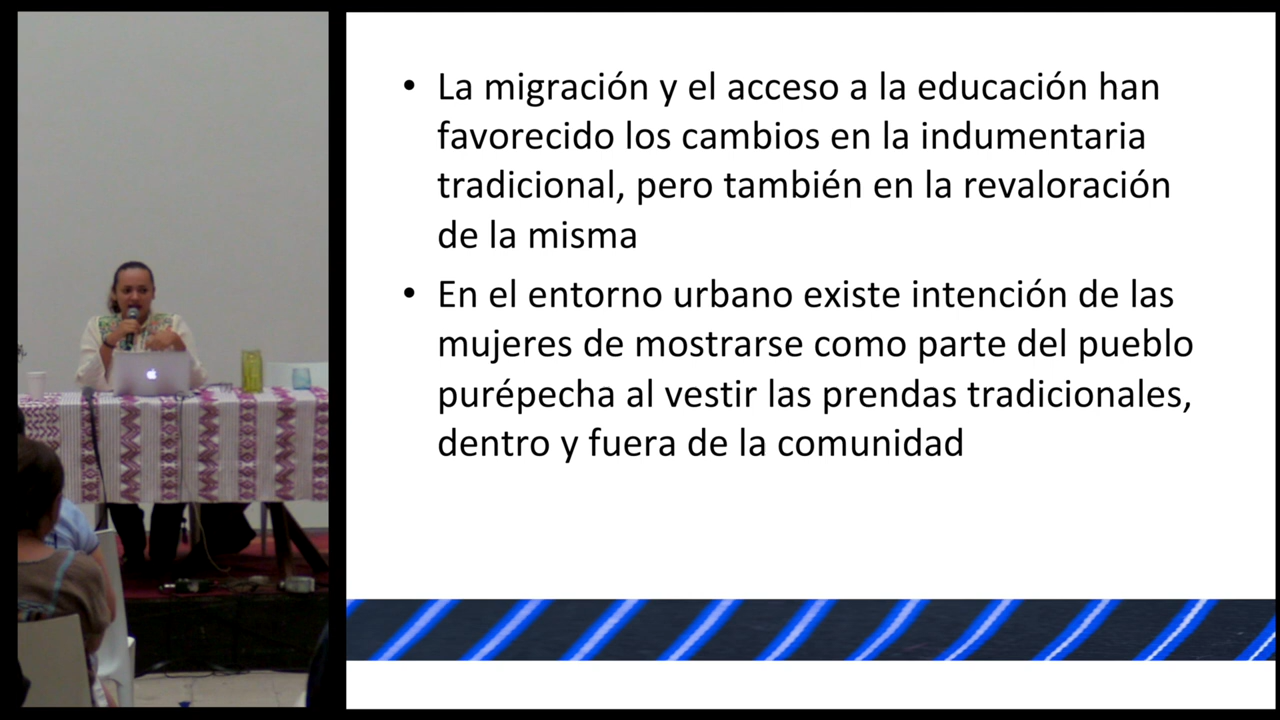 • La migración y el acceso a la educación han
favorecido los cambios en la indumentaria
tradicional, pero también en la revaloración
de la misma
• En el entorno urbano existe intención de las
mujeres de mostrarse como parte del pueblo
purépecha al vestir las prendas tradicionales,
dentro y fuera de la comunidad